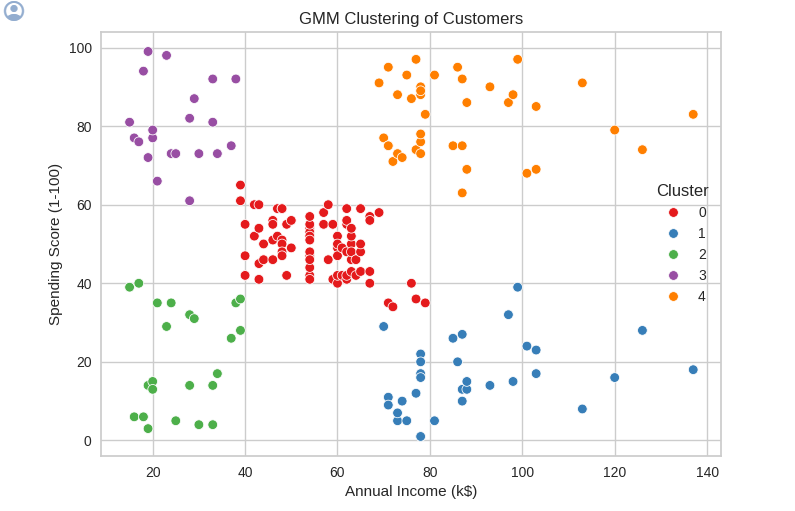 GMM Clustering of Customers
Spending Score (1-100)
100
80
60
40
20
0
Cluster
0
1
2
3
4
20 40 60 80 100 120 140
Annual Income (k$)